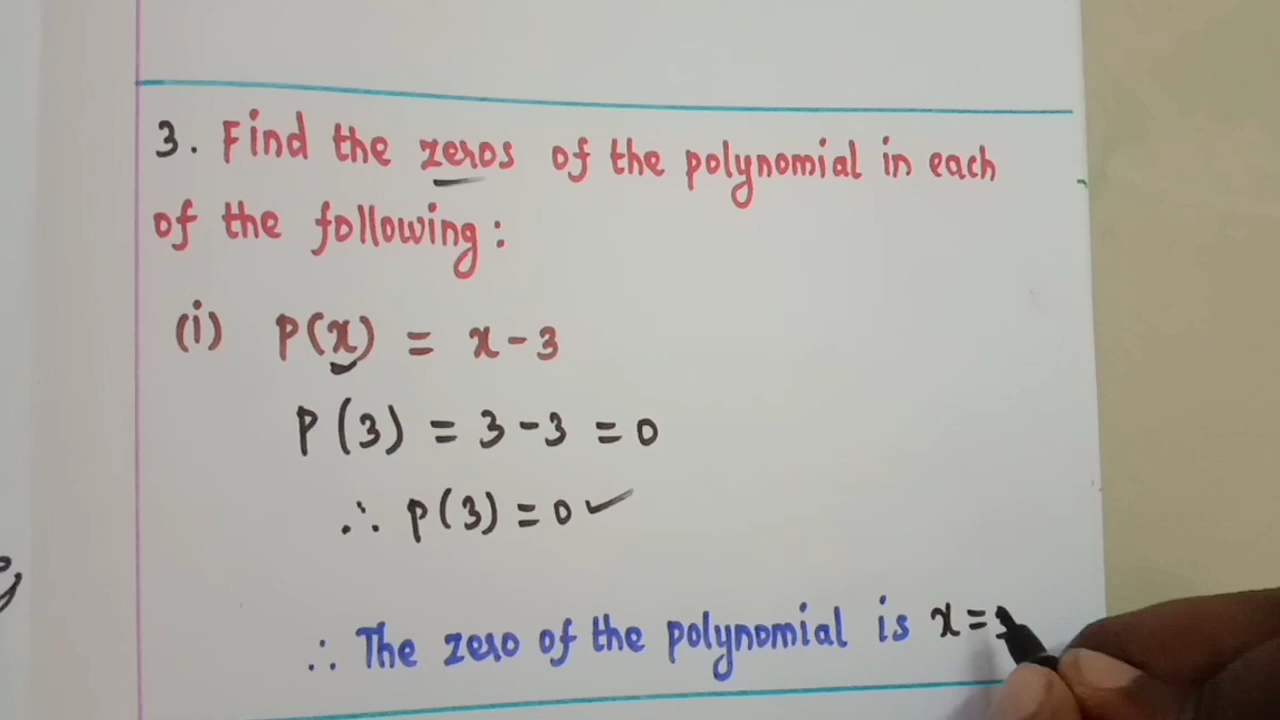 3. Find the zeros of the polynomial in each
of the following:
(i) P(x) = x - 3
P(3) = 3 - 3 = 0
∴ P(3) = 0 ✓
∴ The zero of the polynomial is x =